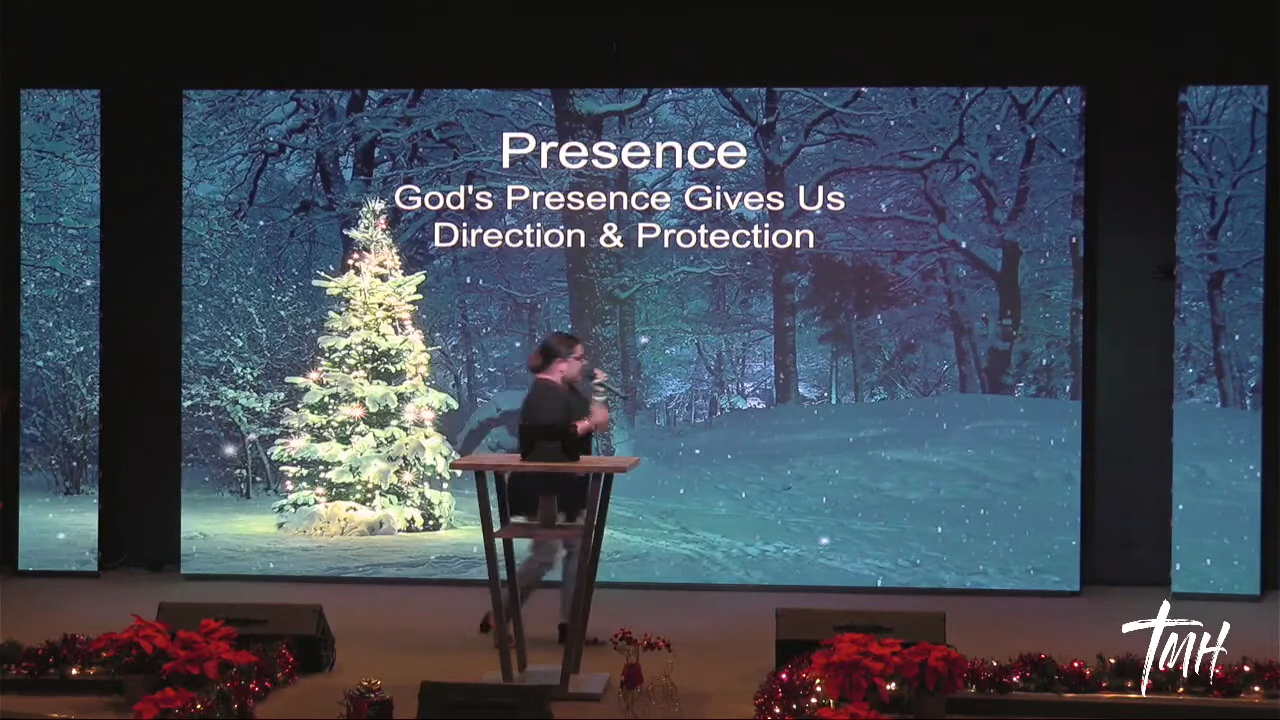 Presence
God's Presence Gives Us
Direction & Protection
TMH